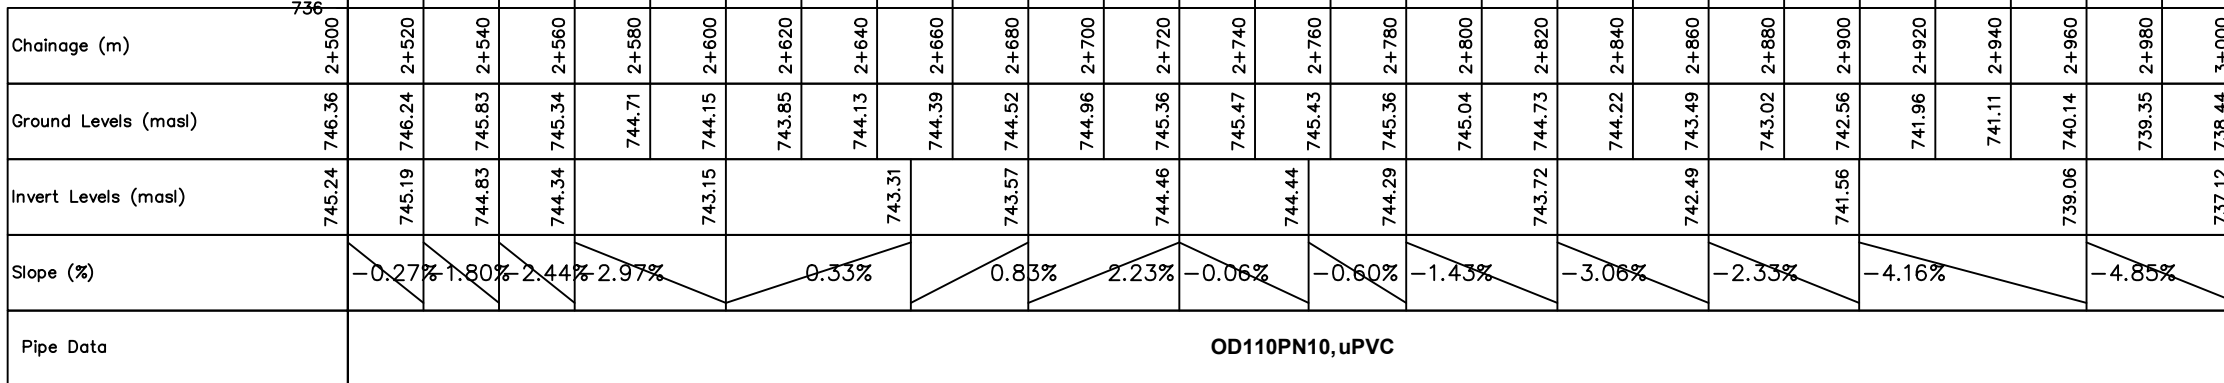 736
Chainage (m) 2+500 2+520 2+540 2+560 2+580 2+600 2+620 2+640 2+660 2+680 2+700 2+720 2+740 2+760 2+780 2+800 2+820 2+840 2+860 2+880 2+900 2+920 2+940 2+960 2+980 3+000
Ground Levels (masl) 746.36 746.24 745.83 745.34 744.71 744.15 743.85 744.13 744.39 744.52 744.96 745.36 745.47 745.43 745.36 745.04 744.73 744.22 743.49 743.02 742.56 741.96 741.11 740.14 739.35 738.44
Invert Levels (masl) 745.24 745.19 744.83 744.34 743.15 743.31 743.57 744.46 744.44 744.29 743.72 742.49 741.56 739.06 737.12
Slope (%) −0.27% −1.80% −2.44% −2.97% 0.33% 0.83% 2.23% −0.06% −0.60% −1.43% −3.06% −2.33% −4.16% −4.85%
Pipe Data OD110PN10, uPVC